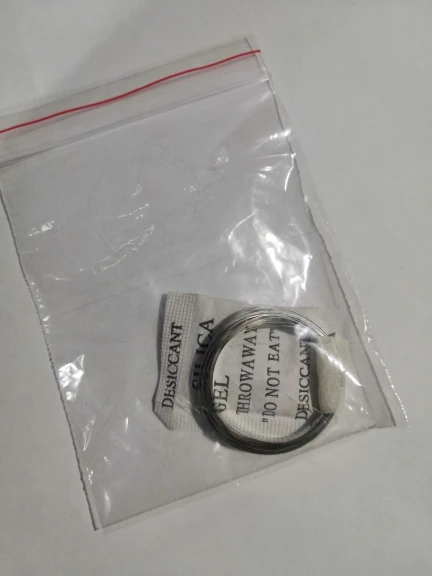 DESICCANT
SILICA
GEL
THROWAWAY
"DO NOT EAT"
DESICCANT